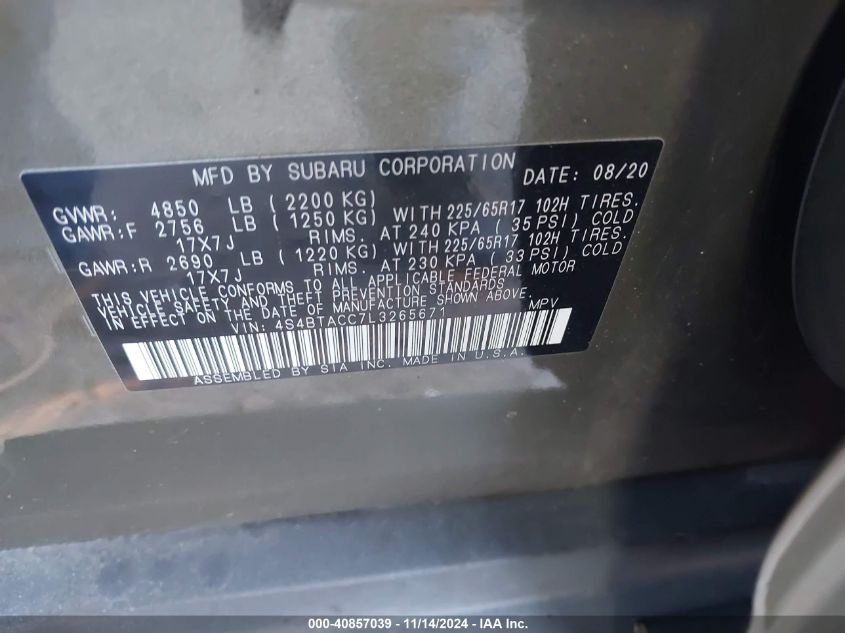 MFD BY SUBARU CORPORATION DATE: 08/20
GVWR: 4850 LB ( 2200 KG)
GAWR:F 2756 LB ( 1250 KG) WITH 225/65R17 102H TIRES.
17X7J RIMS. AT 240 KPA ( 35 PSI) COLD
GAWR:R 2690 LB ( 1220 KG) WITH 225/65R17 102H TIRES.
17X7J RIMS. AT 230 KPA ( 33 PSI) COLD
THIS VEHICLE CONFORMS TO ALL APPLICABLE FEDERAL MOTOR
VEHICLE SAFETY AND THEFT PREVENTION STANDARDS
IN EFFECT ON THE DATE OF MANUFACTURE SHOWN ABOVE.
VIN: 4S4BTACC7L3265671 MPV
ASSEMBLED BY SIA INC. MADE IN U.S.A.
000-40857039 - 11/14/2024 - IAA Inc.